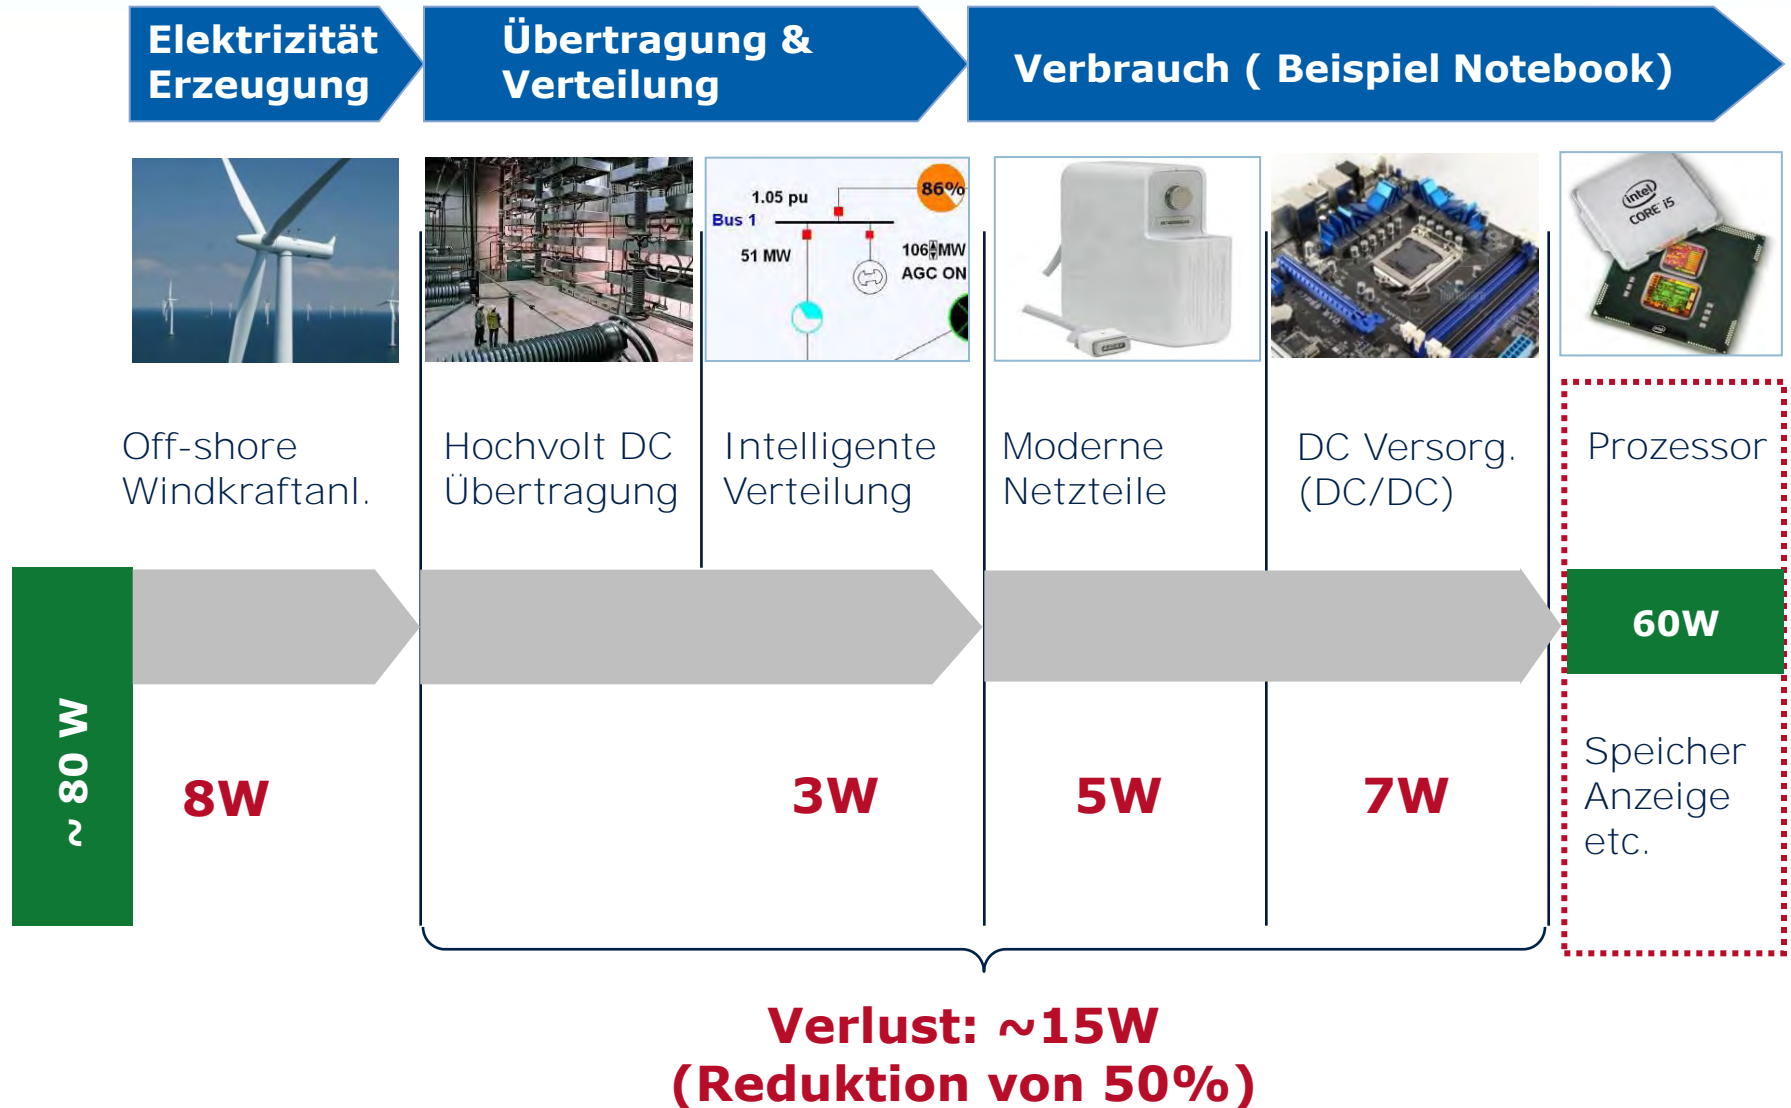 Elektrizität
Erzeugung
Übertragung &
Verteilung
Verbrauch ( Beispiel Notebook)
1.05 pu
86%
Bus 1
51 MW
106 MW
AGC ON
intel
CORE i5
intel
Off-shore
Windkraftanl.
Hochvolt DC
Übertragung
Intelligente
Verteilung
Moderne
Netzteile
DC Versorg.
(DC/DC)
Prozessor
~ 80 W
60W
8W
3W
5W
7W
Speicher
Anzeige
etc.
Verlust: ~15W
(Reduktion von 50%)